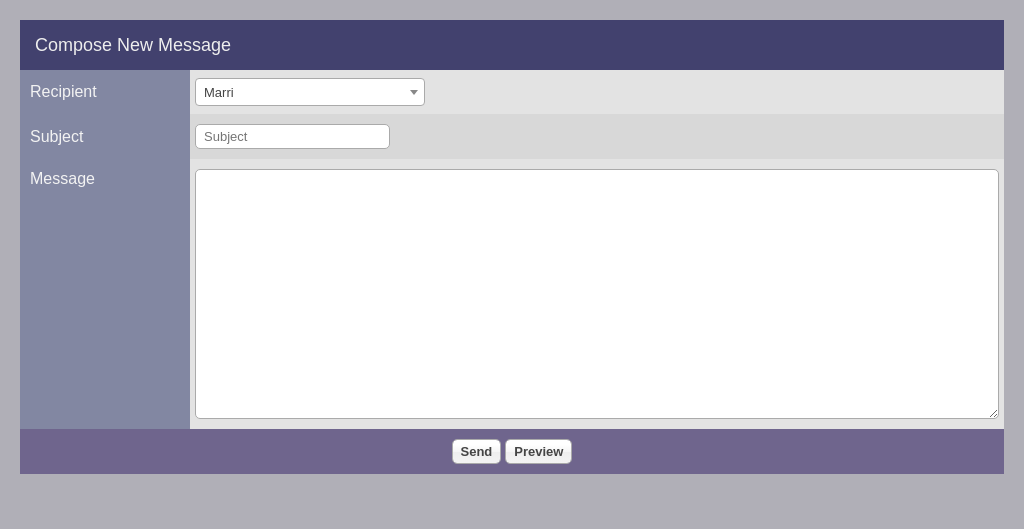 Compose New Message
Recipient
Marri
Subject
Subject
Message
Send Preview